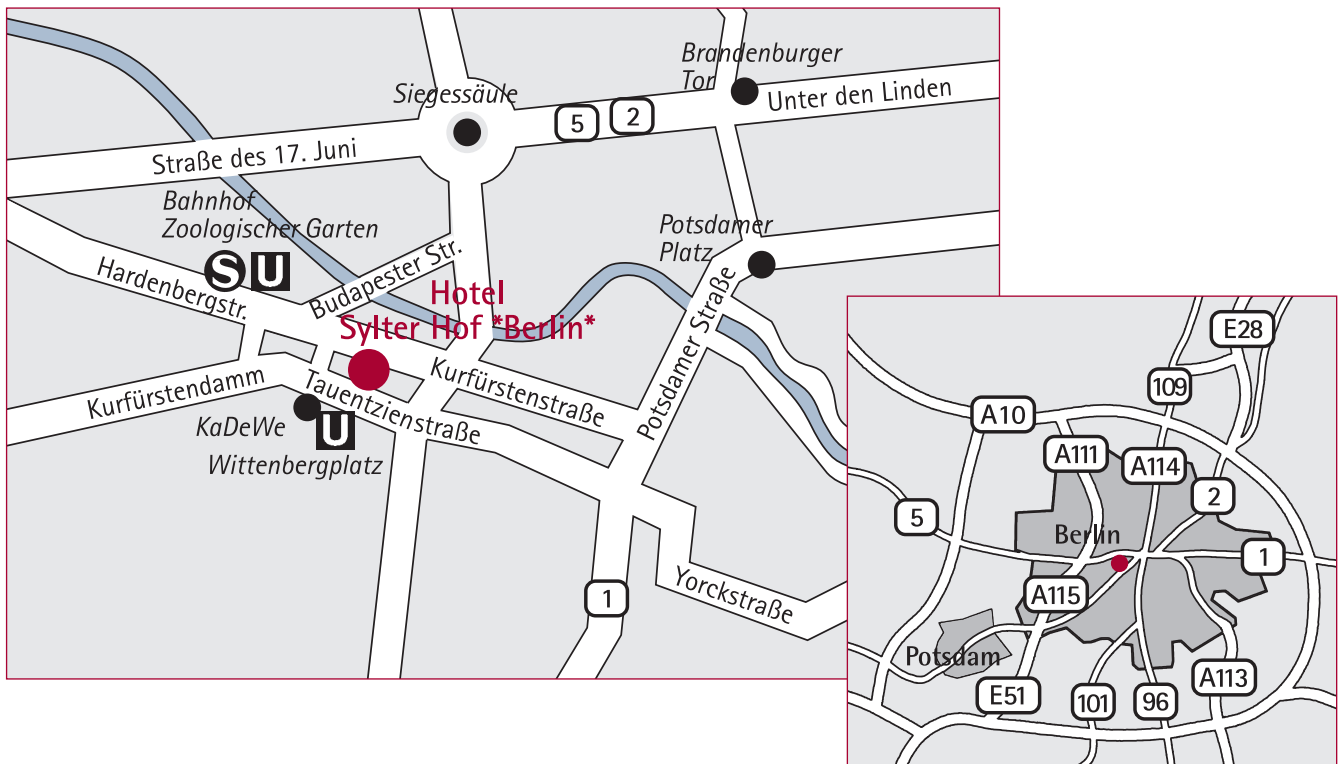 Brandenburger
Tor
Siegessäule
5
2
Unter den Linden
Straße des 17. Juni
Bahnhof
Zoologischer Garten
S U
Potsdamer
Platz
Hardenbergstr.
Budapester Str.
Hotel
Sylter Hof *Berlin*
Kurfürstendamm
Tauentzienstraße
Kurfürstenstraße
Potsdamer Straße
KaDeWe
U
Wittenbergplatz
Yorckstraße
1
E28
109
A10
A111
A114
2
5
Berlin
1
A115
Potsdam
E51
101
96
A113